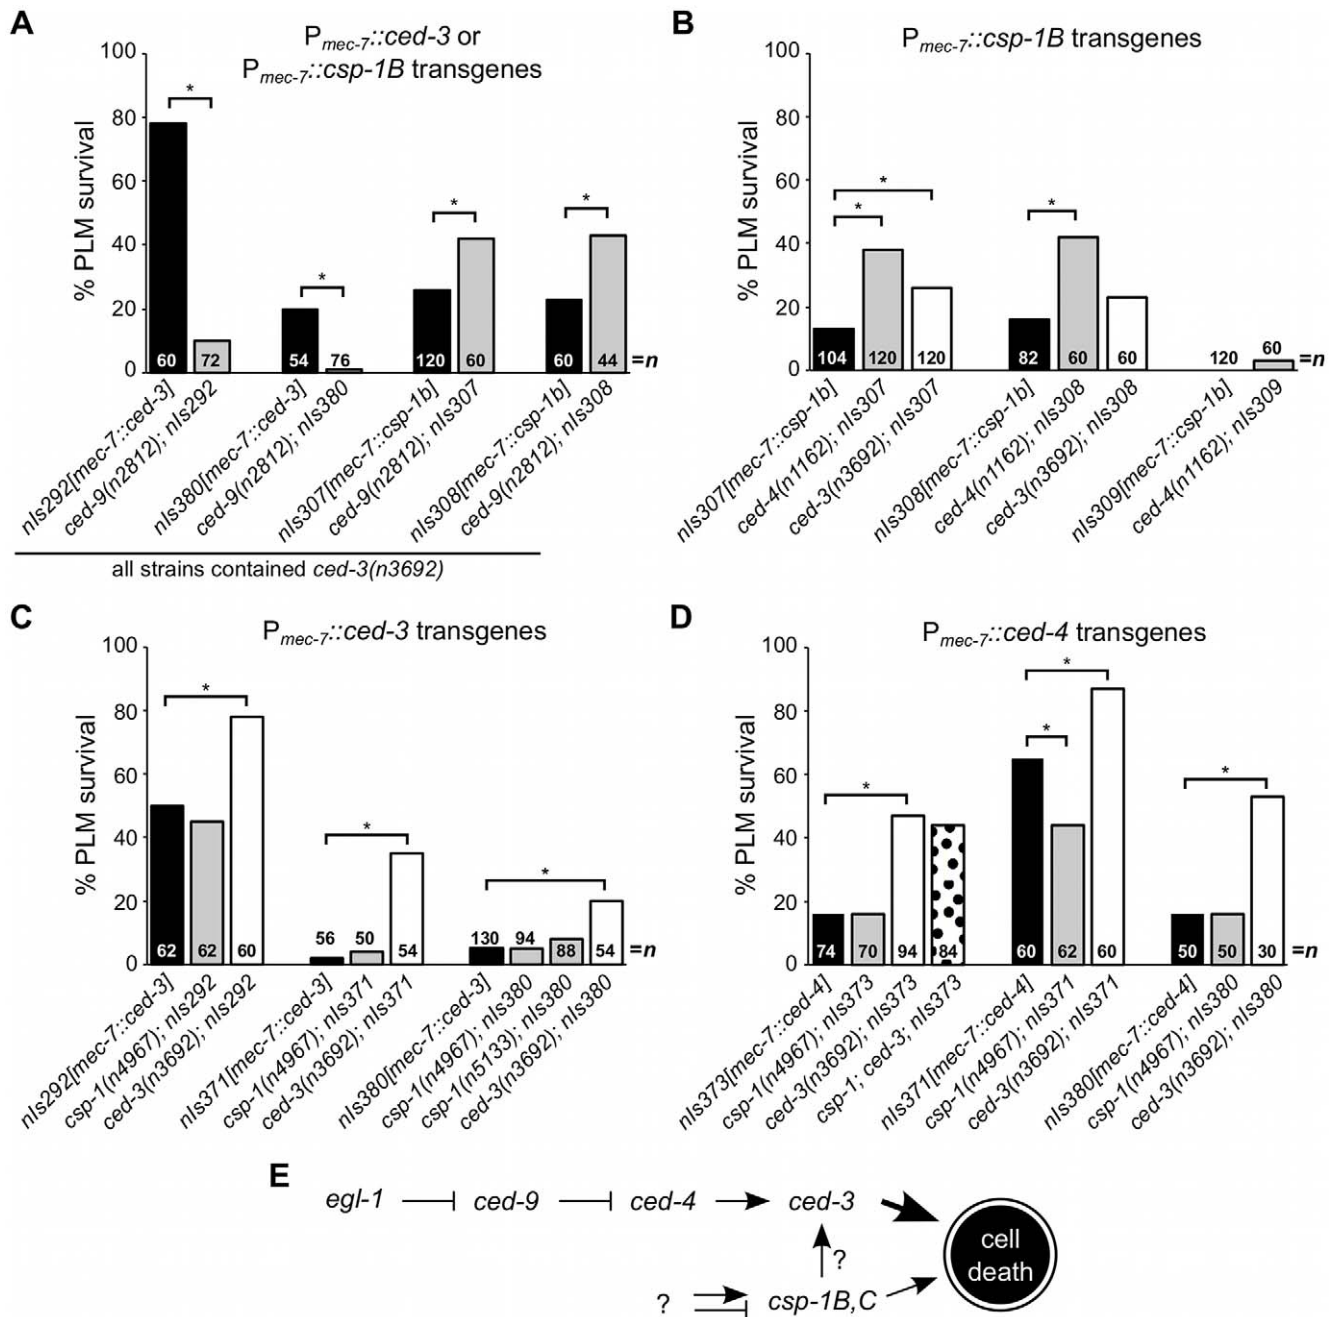 A
P mec-7::ced-3 or
P mec-7::csp-1B transgenes
% PLM survival
100
80
60
40
20
0
* * * *
60 72 54 76 120 60 60 44 =n
nIs292[mec-7::ced-3]
ced-9(n2812); nIs292
nIs380[mec-7::ced-3]
ced-9(n2812); nIs380
nIs307[mec-7::csp-1b]
ced-9(n2812); nIs307
nIs308[mec-7::csp-1b]
ced-9(n2812); nIs308
all strains contained ced-3(n3692)
B
P mec-7::csp-1B transgenes
% PLM survival
100
80
60
40
20
0
* * *
104 120 120 82 60 60 120 60 =n
nIs307[mec-7::csp-1b]
ced-4(n1162); nIs307
ced-3(n3692); nIs307
nIs308[mec-7::csp-1b]
ced-4(n1162); nIs308
ced-3(n3692); nIs308
nIs309[mec-7::csp-1b]
ced-4(n1162); nIs309
C
P mec-7::ced-3 transgenes
% PLM survival
100
80
60
40
20
0
* * *
62 62 60 56 50 54 130 94 88 54 =n
nIs292[mec-7::ced-3]
csp-1(n4967); nIs292
ced-3(n3692); nIs292
nIs371[mec-7::ced-3]
csp-1(n4967); nIs371
ced-3(n3692); nIs371
nIs380[mec-7::ced-3]
csp-1(n4967); nIs380
csp-1(n5133); nIs380
ced-3(n3692); nIs380
D
P mec-7::ced-4 transgenes
% PLM survival
100
80
60
40
20
0
* * * *
74 70 94 84 60 62 60 50 50 30 =n
nIs373[mec-7::ced-4]
csp-1(n4967); nIs373
ced-3(n3692); nIs373
csp-1; ced-3; nIs373
nIs371[mec-7::ced-4]
csp-1(n4967); nIs371
ced-3(n3692); nIs371
nIs380[mec-7::ced-4]
csp-1(n4967); nIs380
ced-3(n3692); nIs380
E
egl-1 ced-9 ced-4 ced-3
cell
death
?
? csp-1B,C